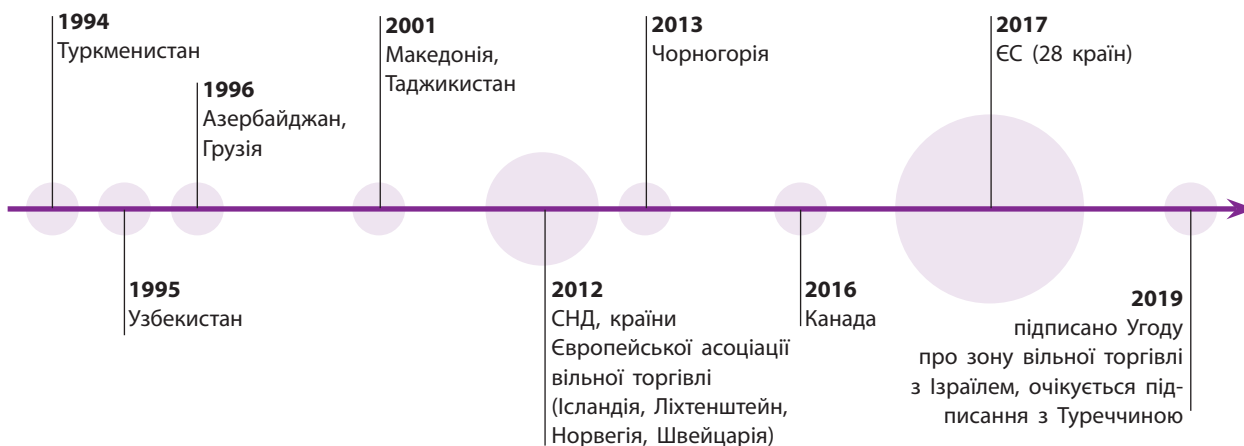 1994
Туркменистан
1995
Узбекистан
1996
Азербайджан,
Грузія
2001
Македонія,
Таджикистан
2012
СНД, країни
Європейської асоціації
вільної торгівлі
(Ісландія, Ліхтенштейн,
Норвегія, Швейцарія)
2013
Чорногорія
2016
Канада
2017
ЄС (28 країн)
2019
підписано Угоду
про зону вільної торгівлі
з Ізраїлем, очікується під-
писання з Туреччиною